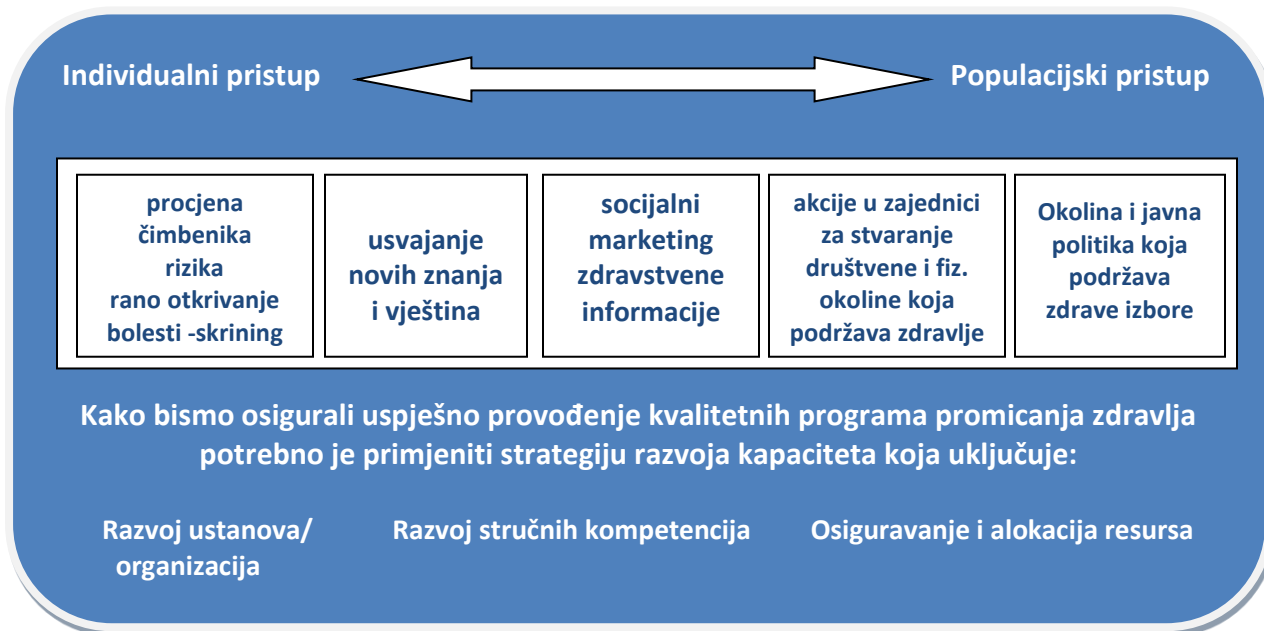 Individualni pristup
Populacijski pristup
procjena
čimbenika
rizika
rano otkrivanje
bolesti -skrining
usvajanje
novih znanja
i vještina
socijalni
marketing
zdravstvene
informacije
akcije u zajednici
za stvaranje
društvene i fiz.
okoline koja
podržava zdravlje
Okolina i javna
politika koja
podržava
zdrave izbore
Kako bismo osigurali uspješno provođenje kvalitetnih programa promicanja zdravlja
potrebno je primjeniti strategiju razvoja kapaciteta koja uključuje:
Razvoj ustanova/
organizacija
Razvoj stručnih kompetencija
Osiguravanje i alokacija resursa